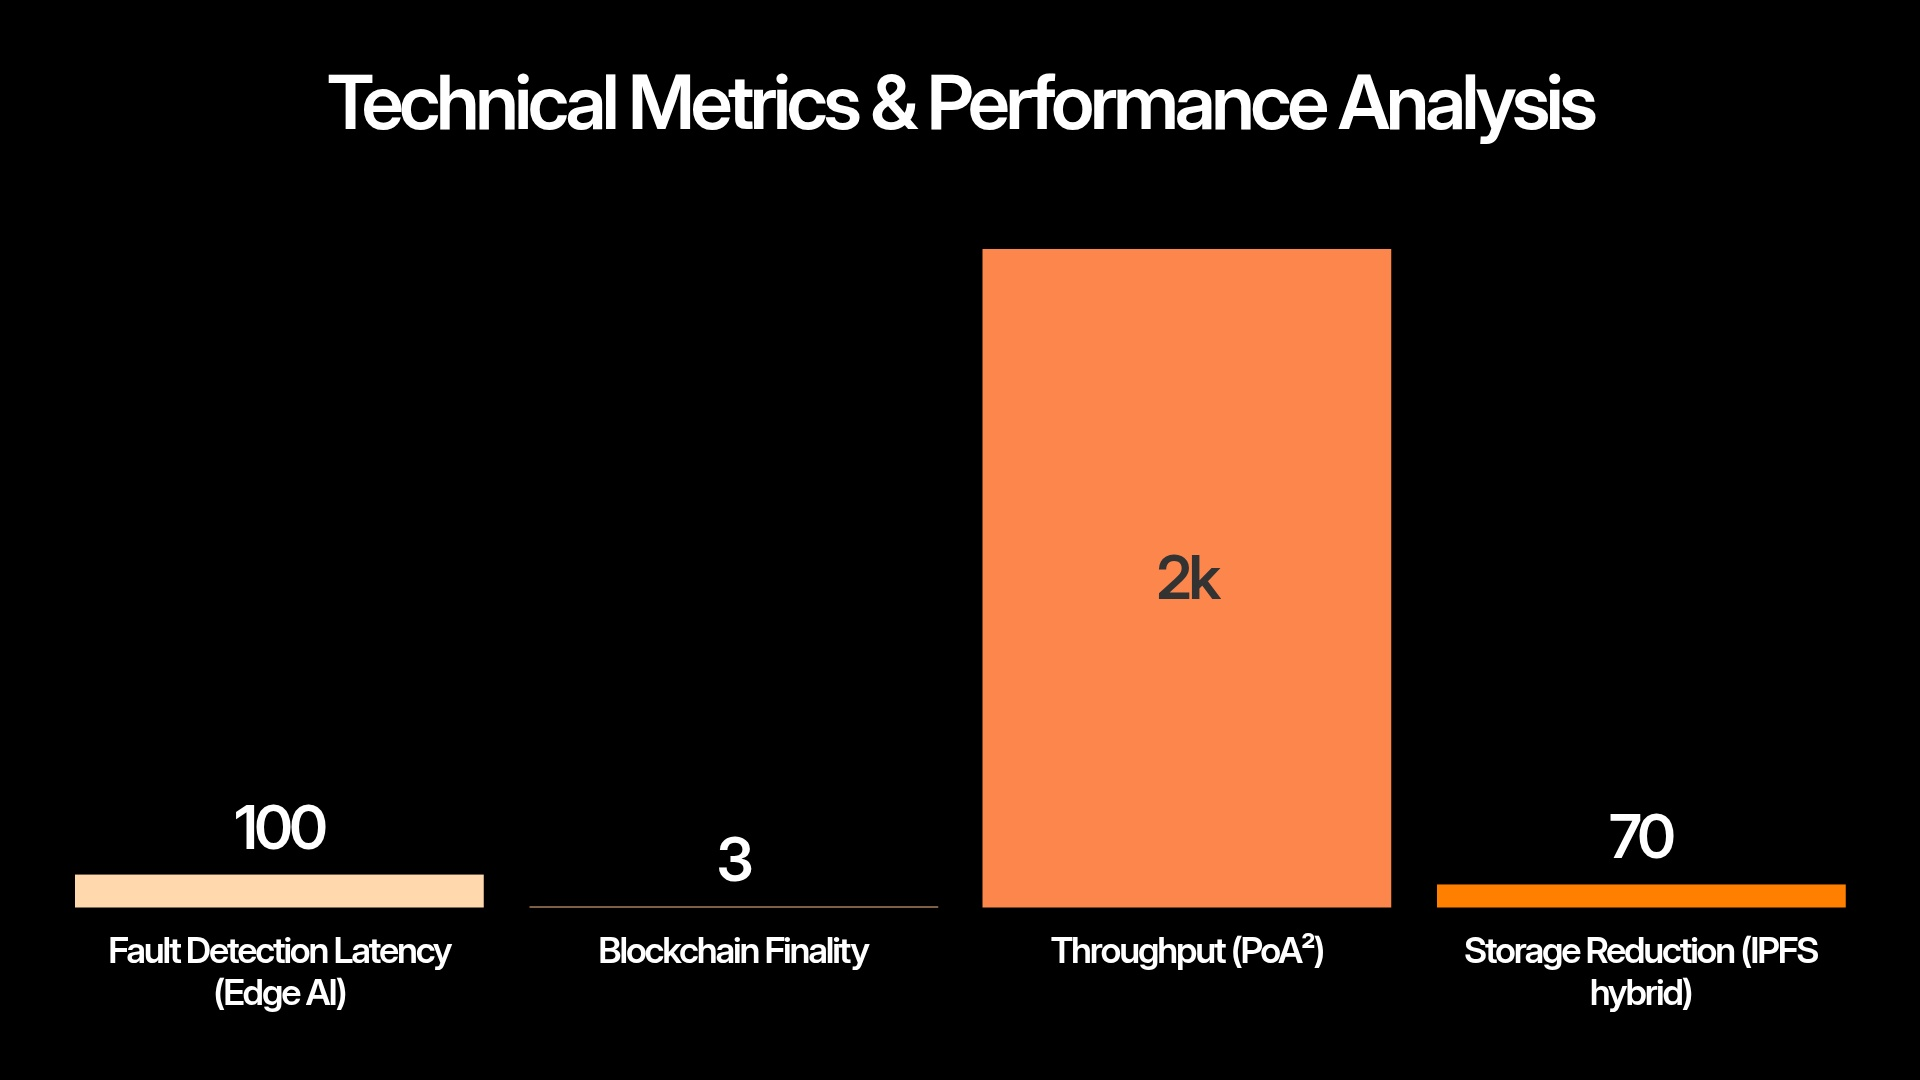 Technical Metrics & Performance Analysis
100
3
2k
70
Fault Detection Latency
(Edge AI)
Blockchain Finality
Throughput (PoA²)
Storage Reduction (IPFS
hybrid)